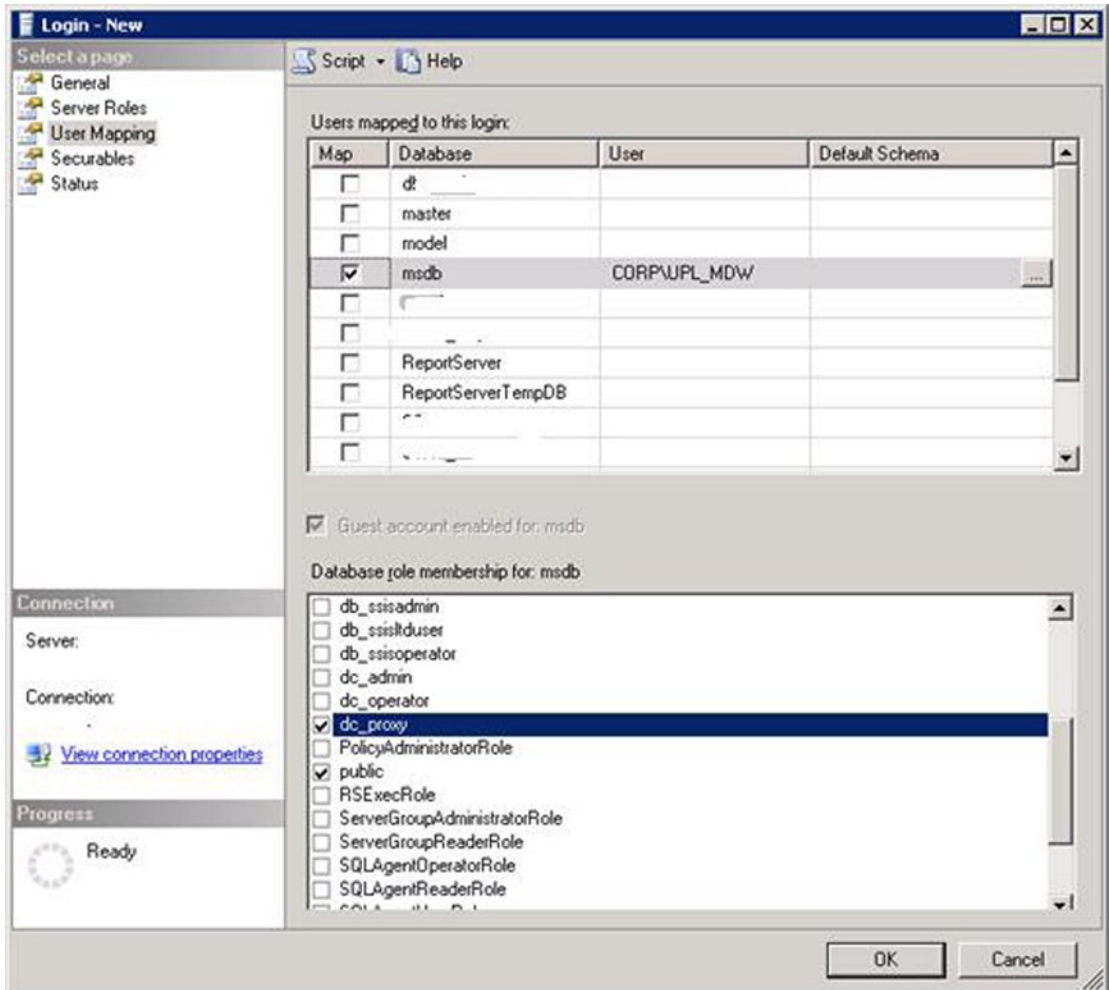 Login - New
Select a page
General
Server Roles
User Mapping
Securables
Status
Script
Help
Users mapped to this login:
Map Database User Default Schema
master
model
msdb CORP\UPL_MDW ...
ReportServer
ReportServerTempDB
Guest account enabled for: msdb
Database role membership for: msdb
db_ssisadmin
db_ssisltduser
db_ssisoperator
dc_admin
dc_operator
dc_proxy
PolicyAdministratorRole
public
RSExecRole
ServerGroupAdministratorRole
ServerGroupReaderRole
SQLAgentOperatorRole
SQLAgentReaderRole
Connection
Server:
Connection:
View connection properties
Progress
Ready
OK
Cancel